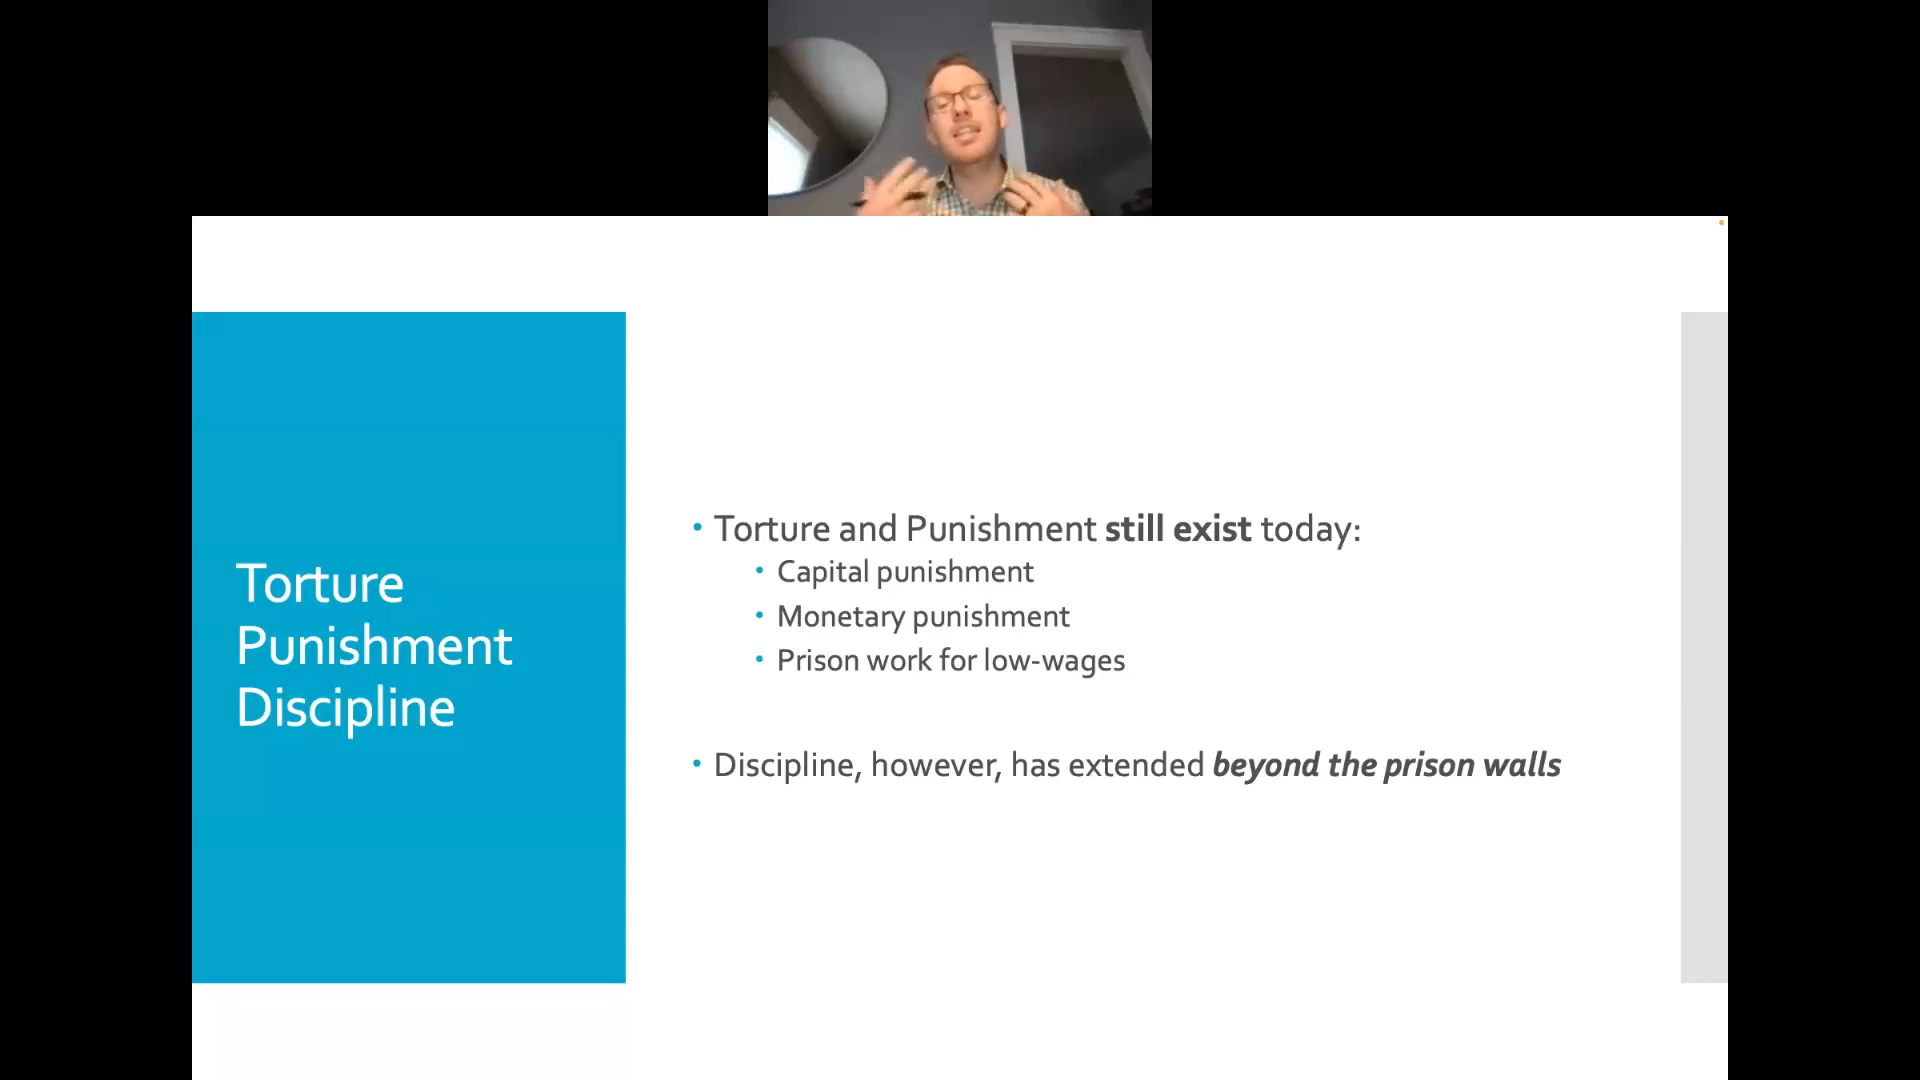 Torture
Punishment
Discipline
• Torture and Punishment still exist today:
• Capital punishment
• Monetary punishment
• Prison work for low-wages
• Discipline, however, has extended beyond the prison walls